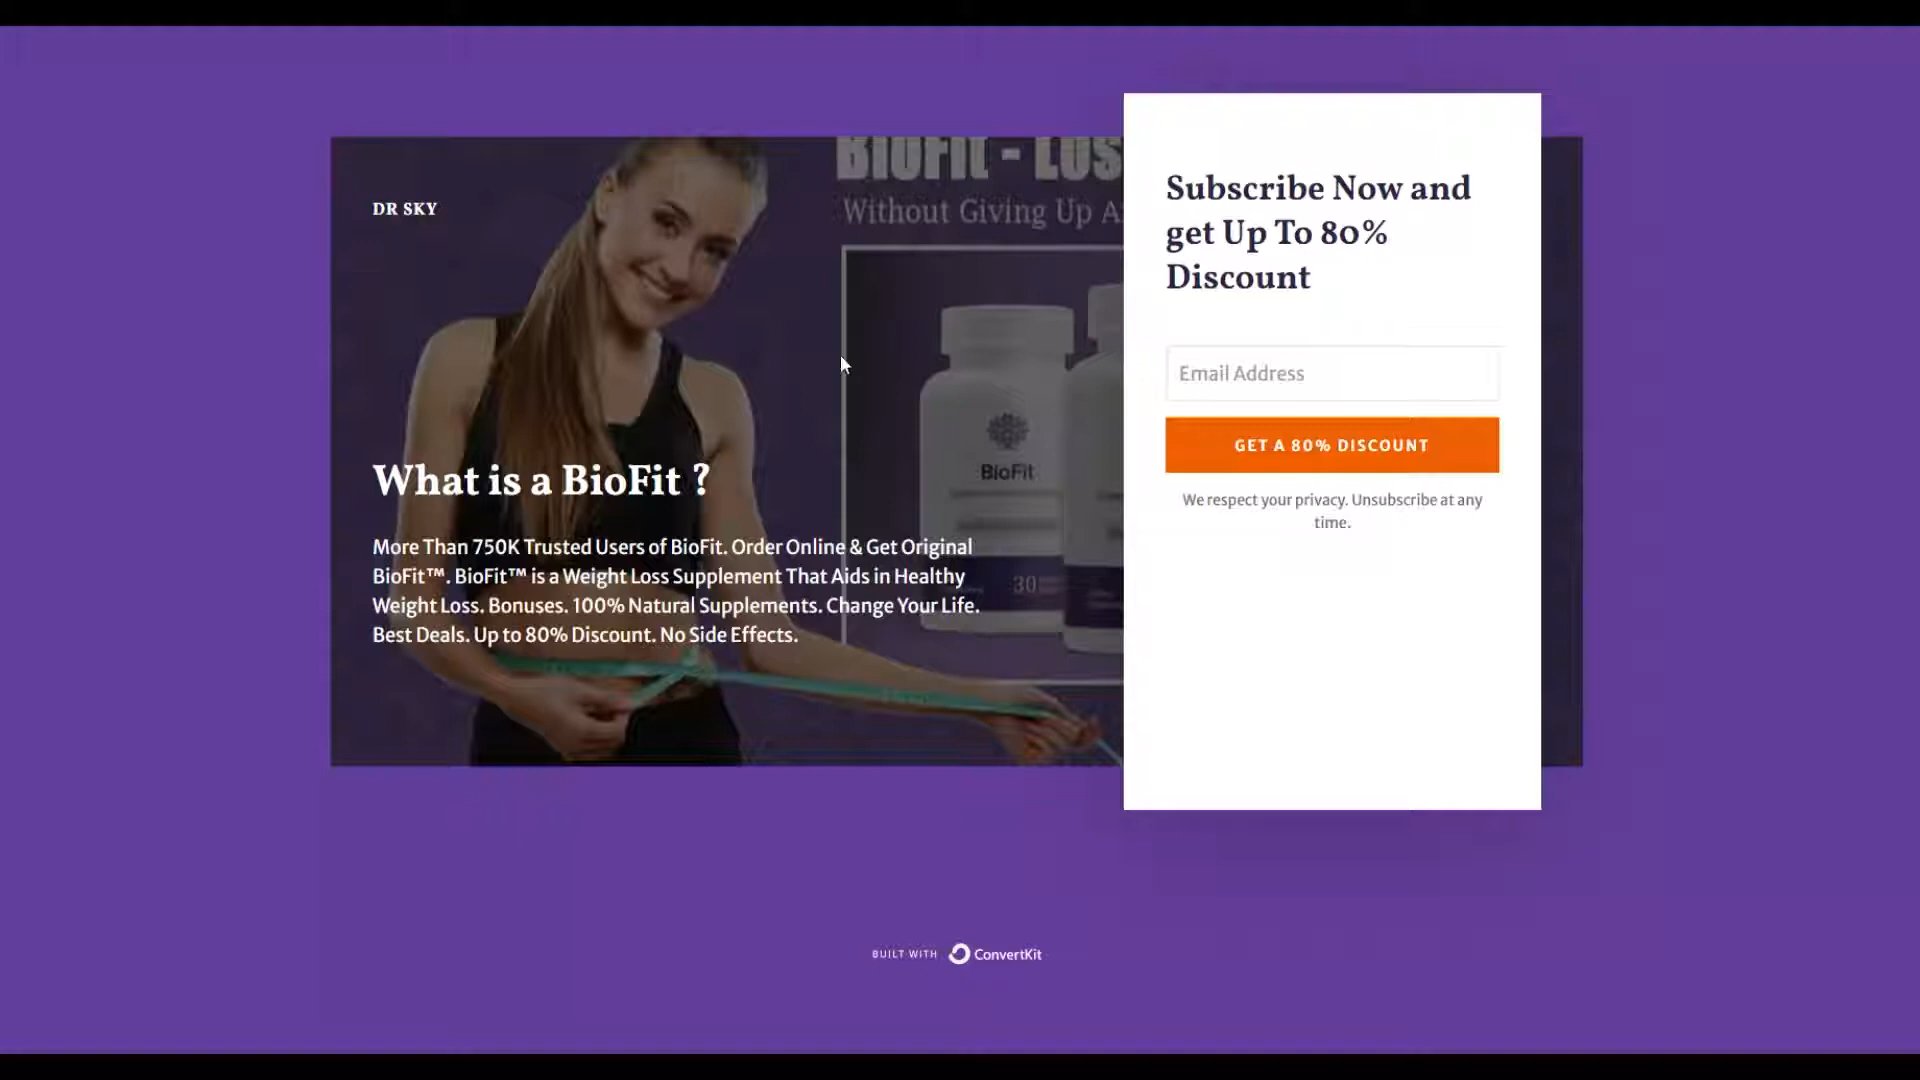 BioFit - Los
Without Giving Up A
DR SKY
What is a BioFit ?
More Than 750K Trusted Users of BioFit. Order Online & Get Original
BioFit™. BioFit™ is a Weight Loss Supplement That Aids in Healthy
Weight Loss. Bonuses. 100% Natural Supplements. Change Your Life.
Best Deals. Up to 80% Discount. No Side Effects.
BioFit
30
Subscribe Now and
get Up To 80%
Discount
Email Address
GET A 80% DISCOUNT
We respect your privacy. Unsubscribe at any
time.
BUILT WITH ConvertKit